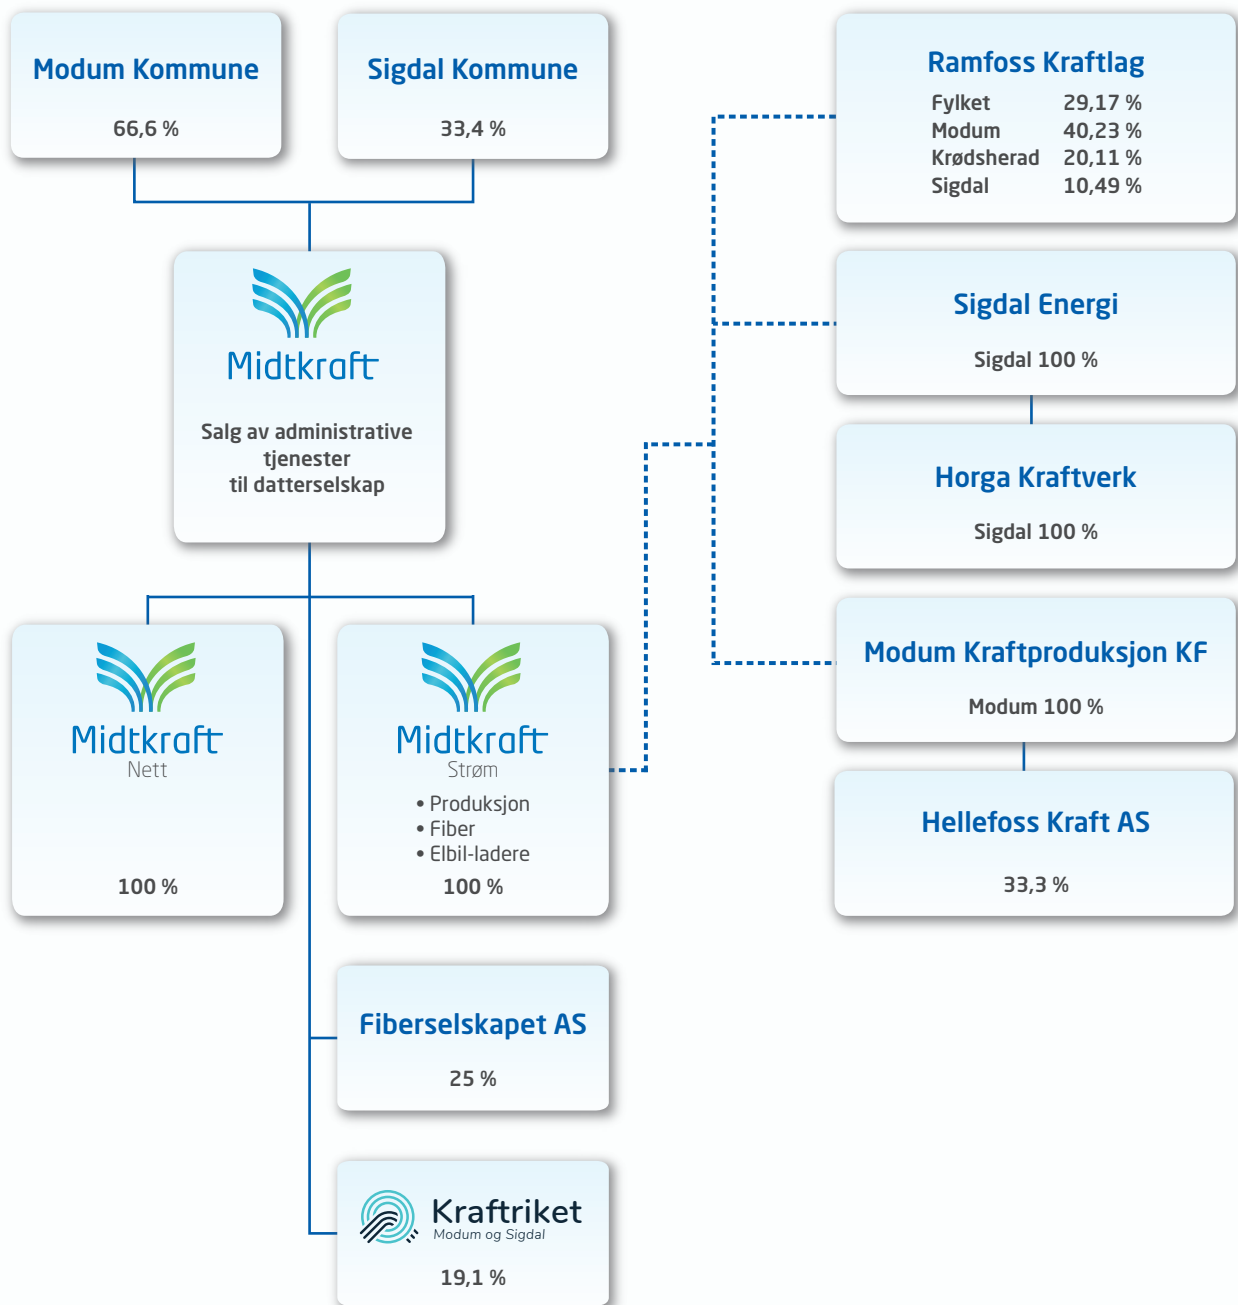 Modum Kommune
66,6 %
Sigdal Kommune
33,4 %
Midtkraft
Salg av administrative
tjenester
til datterselskap
Midtkraft
Nett
100 %
Midtkraft
Strøm
• Produksjon
• Fiber
• Elbil-ladere
100 %
Fiberselskapet AS
25 %
Kraftriket
Modum og Sigdal
19,1 %
Ramfoss Kraftlag
Fylket 29,17 %
Modum 40,23 %
Krødsherad 20,11 %
Sigdal 10,49 %
Sigdal Energi
Sigdal 100 %
Horga Kraftverk
Sigdal 100 %
Modum Kraftproduksjon KF
Modum 100 %
Hellefoss Kraft AS
33,3 %